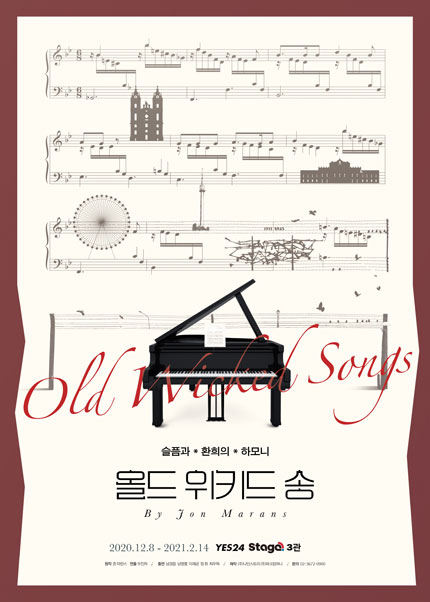 Old Wicked Songs
슬픔과 * 환희의 * 하모니
올드 위키드 송
By Jon Marans
2020.12.8 - 2021.2.14 YES24 Stage 3관